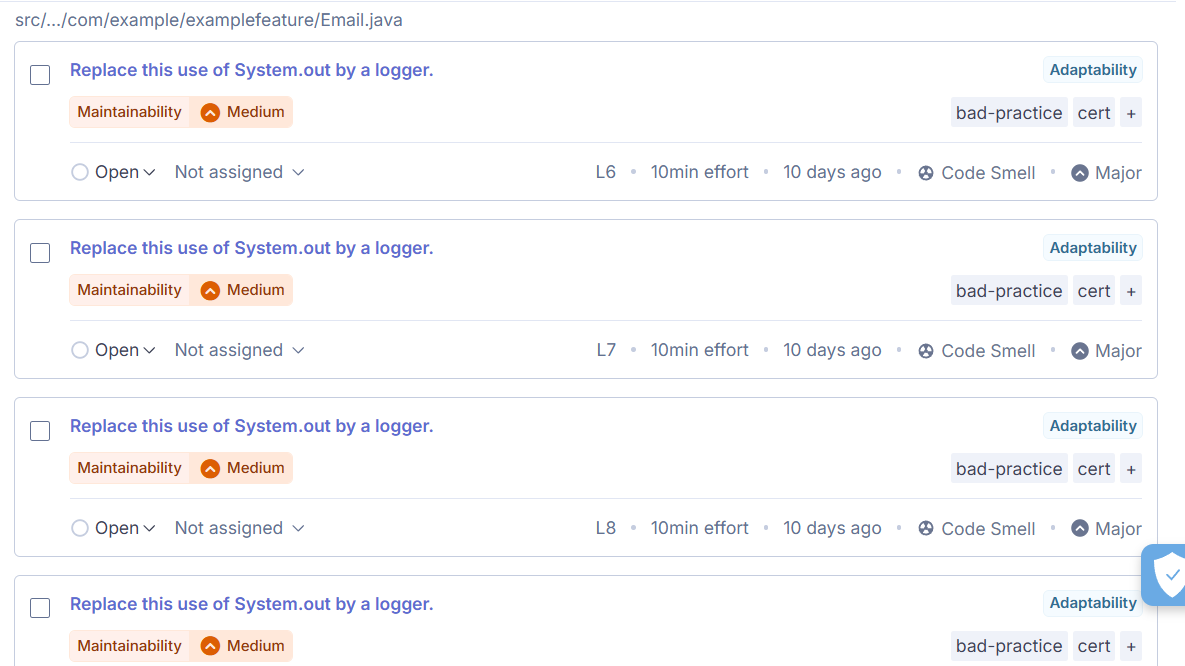 src/.../com/example/examplefeature/Email.java
Replace this use of System.out by a logger. Adaptability
Maintainability Medium bad-practice cert +
Open Not assigned L6 • 10min effort • 10 days ago • Code Smell • Major
Replace this use of System.out by a logger. Adaptability
Maintainability Medium bad-practice cert +
Open Not assigned L7 • 10min effort • 10 days ago • Code Smell • Major
Replace this use of System.out by a logger. Adaptability
Maintainability Medium bad-practice cert +
Open Not assigned L8 • 10min effort • 10 days ago • Code Smell • Major
Replace this use of System.out by a logger. Adaptability
Maintainability Medium bad-practice cert +